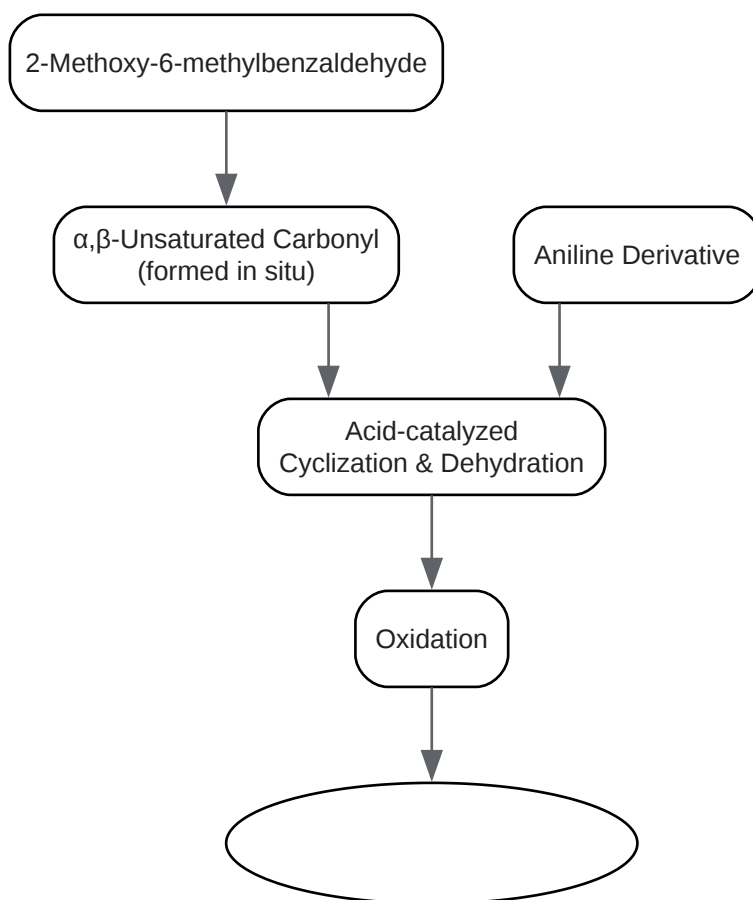 2-Methoxy-6-methylbenzaldehyde
α,β-Unsaturated Carbonyl
(formed in situ)
Aniline Derivative
Acid-catalyzed
Cyclization & Dehydration
Oxidation